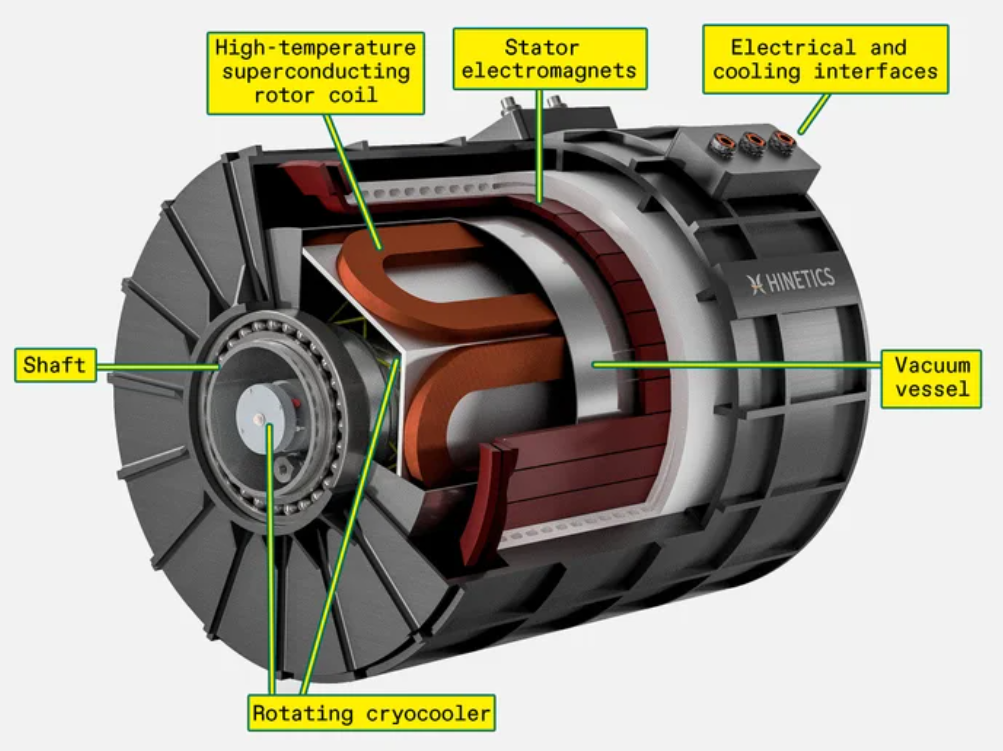 High-temperature
superconducting
rotor coil
Stator
electromagnets
Electrical and
cooling interfaces
HINETICS
Shaft
Vacuum
vessel
Rotating cryocooler